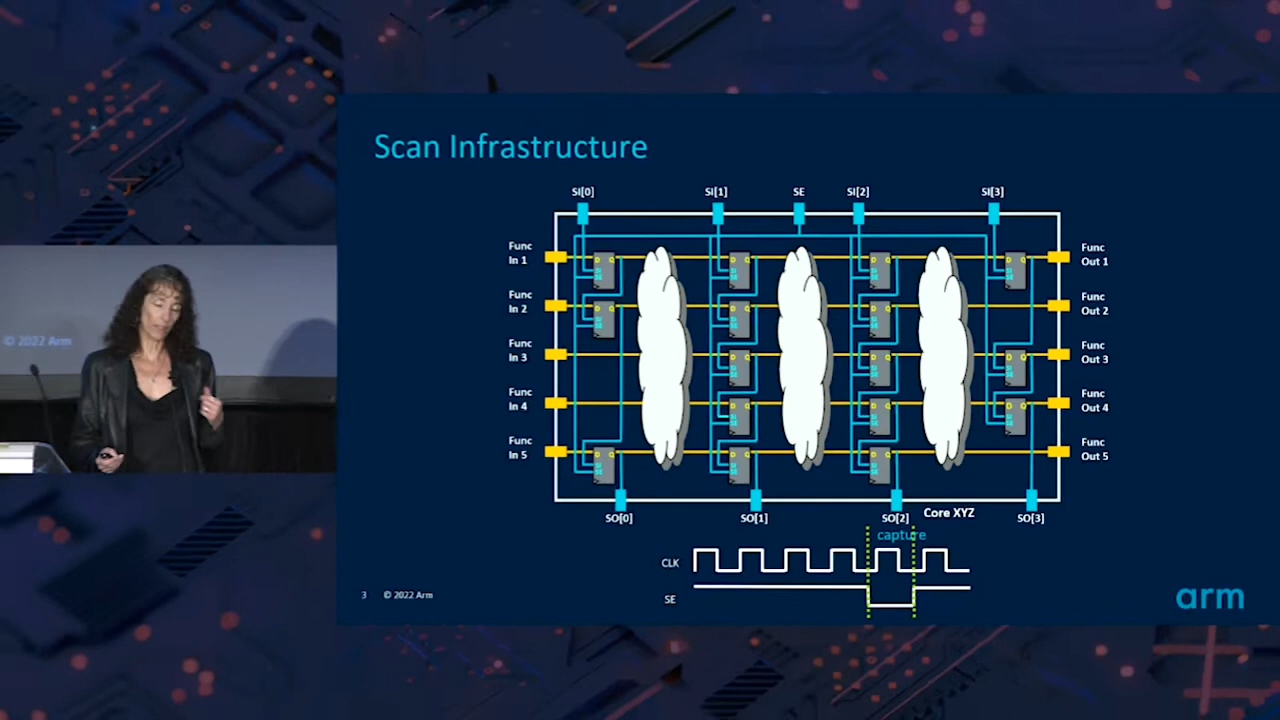 Scan Infrastructure
SI[0]
SI[1]
SE
SI[2]
SI[3]
Func
In 1
Func
In 2
Func
In 3
Func
In 4
Func
In 5
Func
Out 1
Func
Out 2
Func
Out 3
Func
Out 4
Func
Out 5
SO[0]
SO[1]
SO[2]
Core XYZ
SO[3]
capture
CLK
SE
3
© 2022 Arm
arm
© 2022 Arm